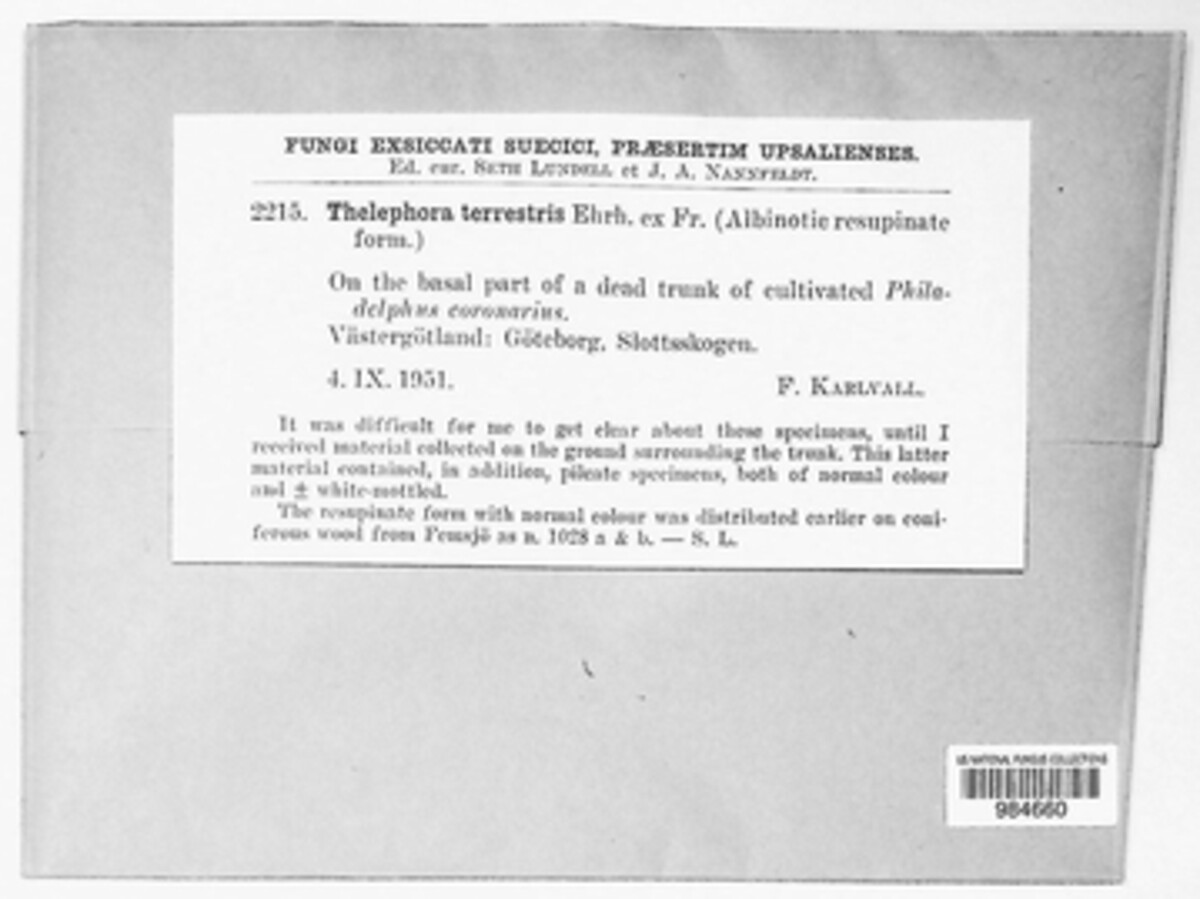 FUNGI EXSICCATI SUECICI, PRÆSERTIM UPSALIENSES.
Ed. cur. SETH LUNDELL et J. A. NANNFELDT.
2215. Thelephora terrestris Ehrh. ex Fr. (Albinotic resupinate
form.)
On the basal part of a dead trunk of cultivated Phila-
delphus coronarius.
Västergötland: Göteborg, Slottsskogen.
4. IX. 1951.
F. KARLVALL.
It was difficult for me to get clear about these specimens, until I
received material collected on the ground surrounding the trunk. This latter
material contained, in addition, pileate specimens, both of normal colour
and ± white-mottled.
The resupinate form with normal colour was distributed earlier on coni-
ferous wood from Femsjö as n. 1028 a & b. — S. L.
US NATIONAL FUNGUS COLLECTIONS
984660